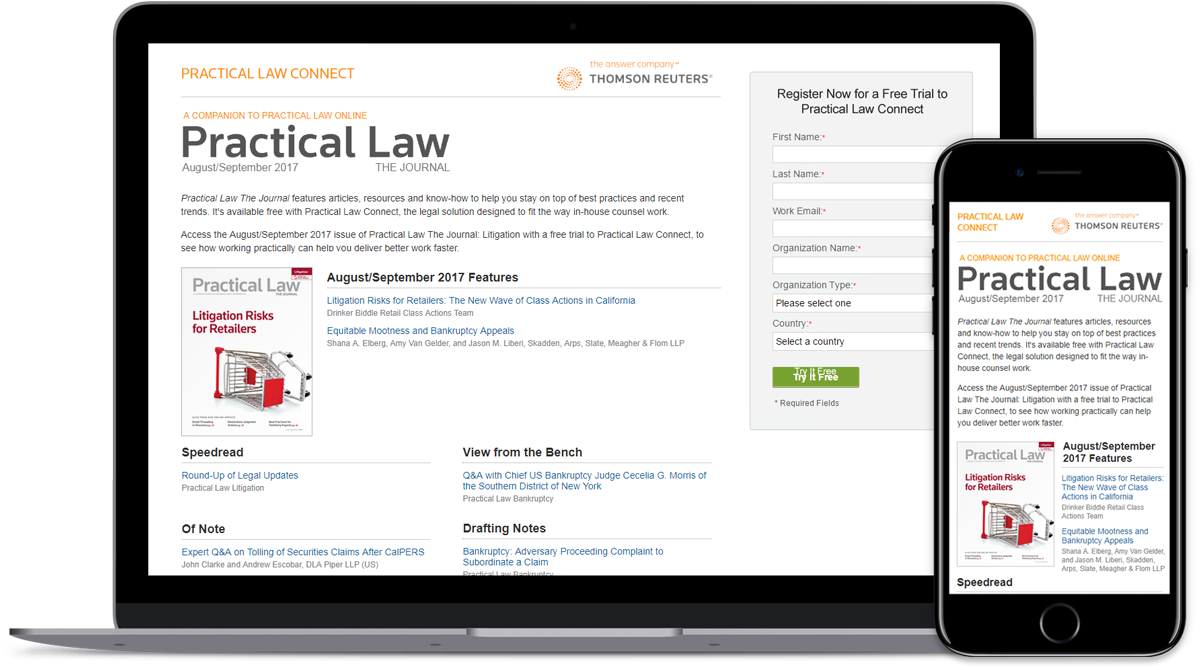 PRACTICAL LAW CONNECT
the answer company™
THOMSON REUTERS®
A COMPANION TO PRACTICAL LAW ONLINE
Practical Law
August/September 2017 THE JOURNAL
Practical Law The Journal features articles, resources and know-how to help you stay on top of best practices and recent
trends. It's available free with Practical Law Connect, the legal solution designed to fit the way in-house counsel work.
Access the August/September 2017 issue of Practical Law The Journal: Litigation with a free trial to Practical Law Connect, to
see how working practically can help you deliver better work faster.
Litigation
Practical Law
THE JOURNAL
Litigation Risks
for Retailers
August/September 2017 Features
Litigation Risks for Retailers: The New Wave of Class Actions in California
Drinker Biddle Retail Class Actions Team
Equitable Mootness and Bankruptcy Appeals
Shana A. Elberg, Amy Van Gelder, and Jason M. Liberi, Skadden, Arps, Slate, Meagher & Flom LLP
Speedread
Round-Up of Legal Updates
Practical Law Litigation
View from the Bench
Q&A with Chief US Bankruptcy Judge Cecelia G. Morris of
the Southern District of New York
Practical Law Bankruptcy
Of Note
Expert Q&A on Tolling of Securities Claims After CalPERS
John Clarke and Andrew Escobar, DLA Piper LLP (US)
Drafting Notes
Bankruptcy: Adversary Proceeding Complaint to
Subordinate a Claim
Practical Law Bankruptcy
Register Now for a Free Trial to
Practical Law Connect
First Name:*
Last Name:*
Work Email:*
Organization Name:*
Organization Type:*
Please select one
Country:*
Select a country
Try It Free
Try It Free
* Required Fields
PRACTICAL LAW
CONNECT
the answer company™
THOMSON REUTERS®
A COMPANION TO PRACTICAL LAW ONLINE
Practical Law
August/September 2017 THE JOURNAL
Practical Law The Journal features articles, resources
and know-how to help you stay on top of best practices
and recent trends. It's available free with Practical Law
Connect, the legal solution designed to fit the way in-
house counsel work.
Access the August/September 2017 issue of Practical
Law The Journal: Litigation with a free trial to Practical
Law Connect, to see how working practically can help
you deliver better work faster.
Practical Law
THE JOURNAL
Litigation Risks
for Retailers
August/September
2017 Features
Litigation Risks for Retailers:
The New Wave of Class
Actions in California
Drinker Biddle Retail Class
Actions Team
Equitable Mootness and
Bankruptcy Appeals
Shana A. Elberg, Amy Van Gelder,
and Jason M. Liberi, Skadden,
Arps, Slate, Meagher & Flom LLP
Speedread